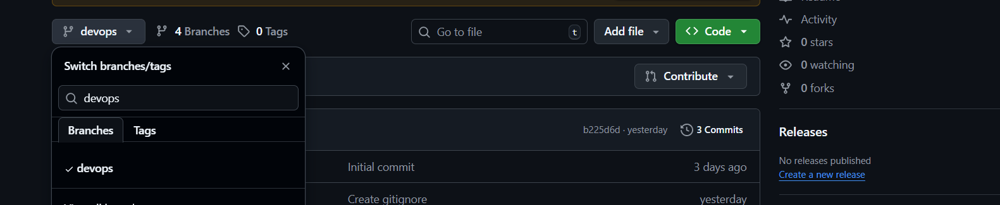 devops
4 Branches
0 Tags
Go to file
t
Add file
Code
Switch branches/tags
devops
Branches
Tags
devops
Contribute
b225d6d · yesterday
3 Commits
Initial commit
3 days ago
Create gitignore
yesterday
Activity
0 stars
0 watching
0 forks
Releases
No releases published
Create a new release